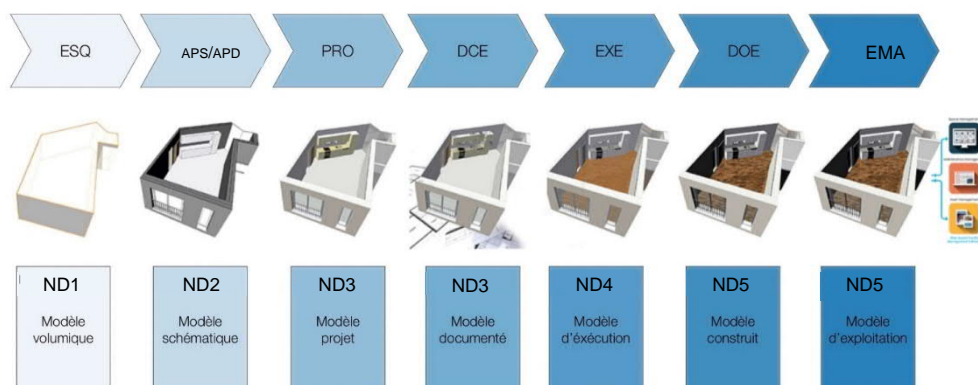 ESQ
APS/APD
PRO
DCE
EXE
DOE
EMA
ND1
Modèle
volumique
ND2
Modèle
schématique
ND3
Modèle
projet
ND3
Modèle
documenté
ND4
Modèle
d'éxécution
ND5
Modèle
construit
ND5
Modèle
d'exploitation